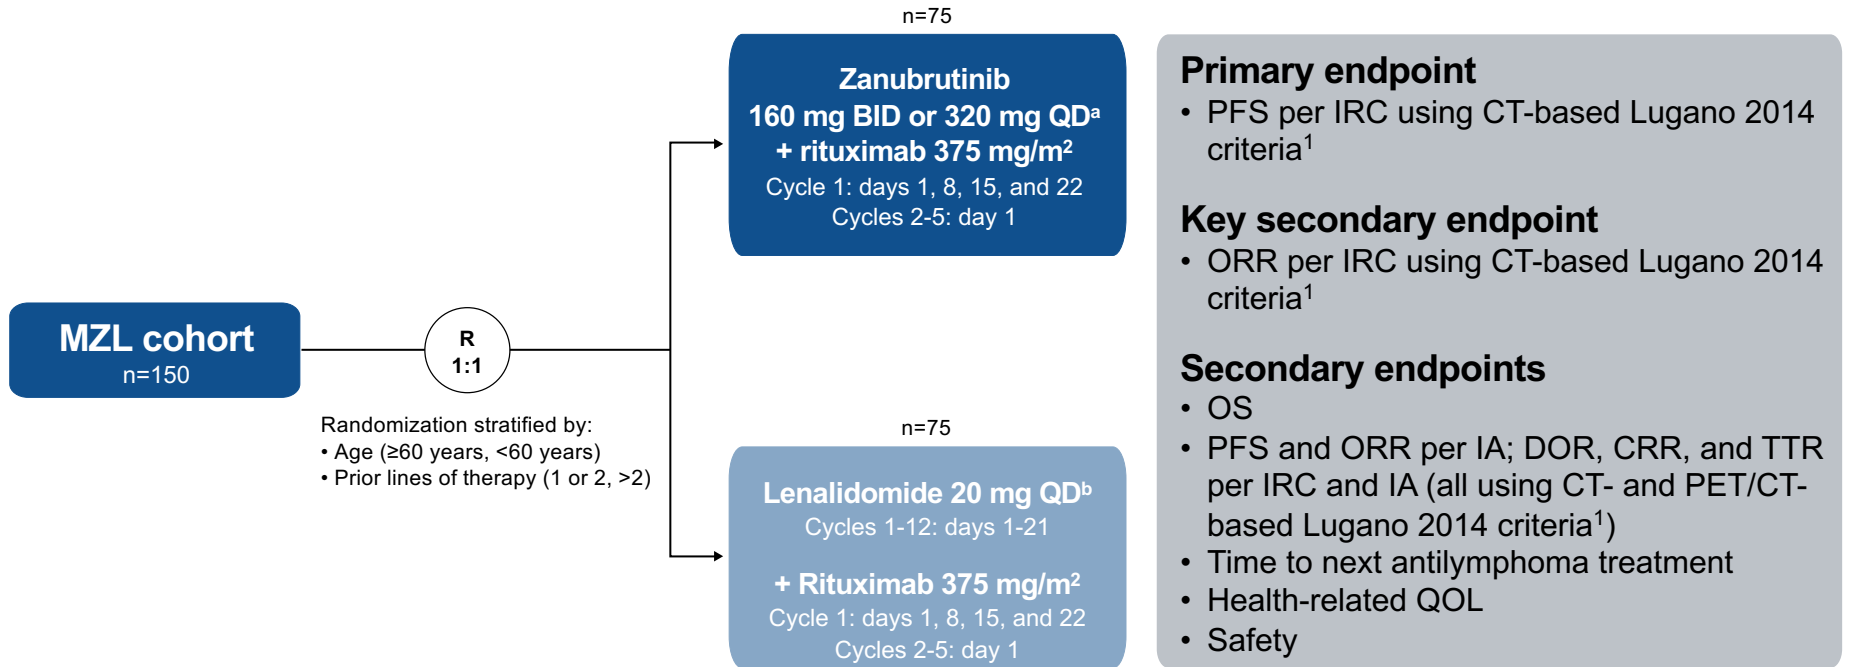 MZL cohort
n=150
R
1:1
Randomization stratified by:
• Age (≥60 years, <60 years)
• Prior lines of therapy (1 or 2, >2)
n=75
Zanubrutinib
160 mg BID or 320 mg QDᵃ
+ rituximab 375 mg/m²
Cycle 1: days 1, 8, 15, and 22
Cycles 2-5: day 1
n=75
Lenalidomide 20 mg QDᵇ
Cycles 1-12: days 1-21
+ Rituximab 375 mg/m²
Cycle 1: days 1, 8, 15, and 22
Cycles 2-5: day 1
Primary endpoint
• PFS per IRC using CT-based Lugano 2014
criteria¹
Key secondary endpoint
• ORR per IRC using CT-based Lugano 2014
criteria¹
Secondary endpoints
• OS
• PFS and ORR per IA; DOR, CRR, and TTR
per IRC and IA (all using CT- and PET/CT-
based Lugano 2014 criteria¹)
• Time to next antilymphoma treatment
• Health-related QOL
• Safety